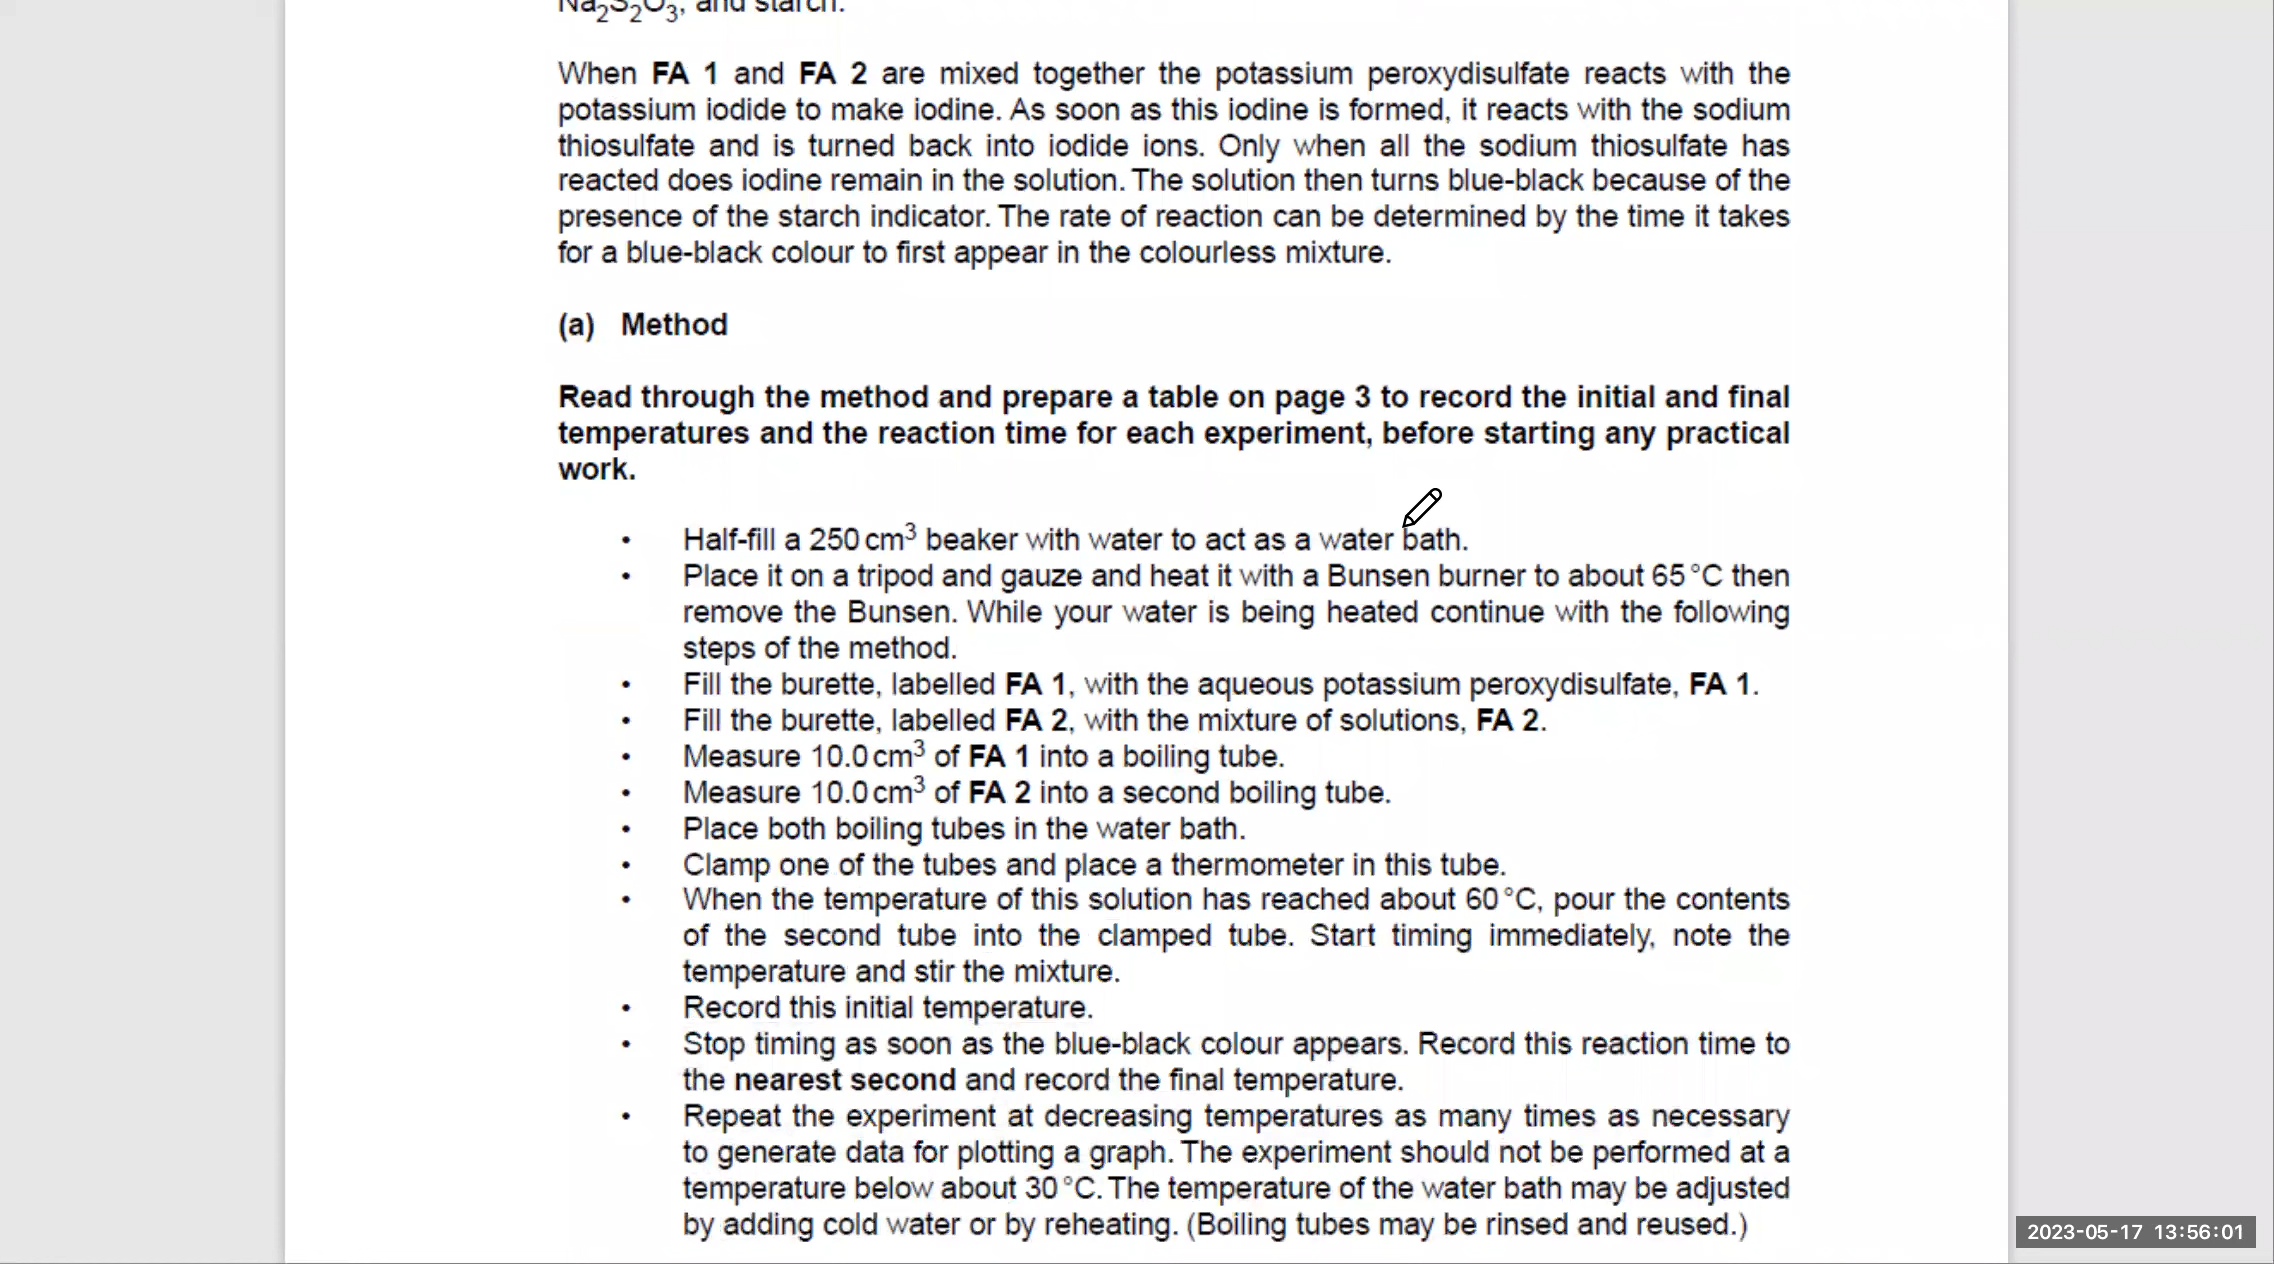 Na₂S₂O₃, and starch.
When FA 1 and FA 2 are mixed together the potassium peroxydisulfate reacts with the
potassium iodide to make iodine. As soon as this iodine is formed, it reacts with the sodium
thiosulfate and is turned back into iodide ions. Only when all the sodium thiosulfate has
reacted does iodine remain in the solution. The solution then turns blue-black because of the
presence of the starch indicator. The rate of reaction can be determined by the time it takes
for a blue-black colour to first appear in the colourless mixture.
(a) Method
Read through the method and prepare a table on page 3 to record the initial and final
temperatures and the reaction time for each experiment, before starting any practical
work.
• Half-fill a 250 cm³ beaker with water to act as a water bath.
• Place it on a tripod and gauze and heat it with a Bunsen burner to about 65 °C then
remove the Bunsen. While your water is being heated continue with the following
steps of the method.
• Fill the burette, labelled FA 1, with the aqueous potassium peroxydisulfate, FA 1.
• Fill the burette, labelled FA 2, with the mixture of solutions, FA 2.
• Measure 10.0 cm³ of FA 1 into a boiling tube.
• Measure 10.0 cm³ of FA 2 into a second boiling tube.
• Place both boiling tubes in the water bath.
• Clamp one of the tubes and place a thermometer in this tube.
• When the temperature of this solution has reached about 60 °C, pour the contents
of the second tube into the clamped tube. Start timing immediately, note the
temperature and stir the mixture.
• Record this initial temperature.
• Stop timing as soon as the blue-black colour appears. Record this reaction time to
the nearest second and record the final temperature.
• Repeat the experiment at decreasing temperatures as many times as necessary
to generate data for plotting a graph. The experiment should not be performed at a
temperature below about 30 °C. The temperature of the water bath may be adjusted
by adding cold water or by reheating. (Boiling tubes may be rinsed and reused.)
2023-05-17 13:56:01